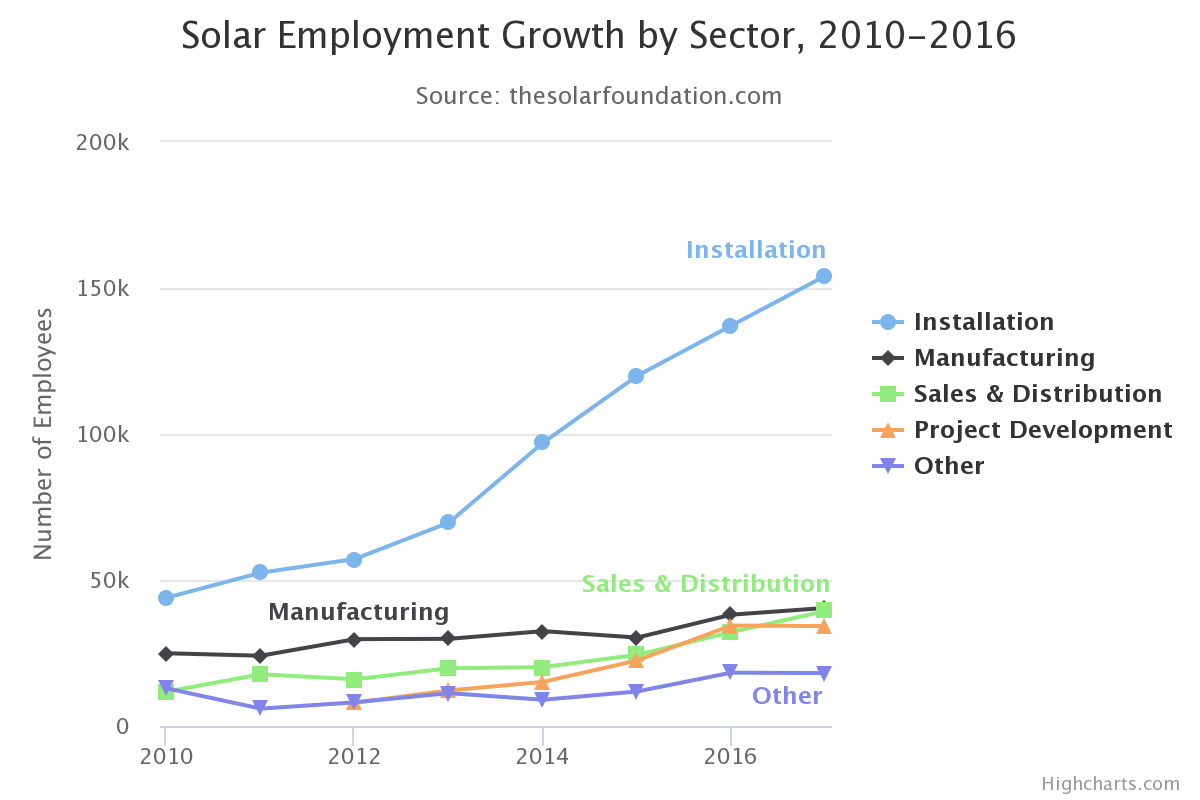 Solar Employment Growth by Sector, 2010-2016
Source: thesolarfoundation.com
Number of Employees
200k
150k
100k
50k
0
2010
2012
2014
2016
Installation
Manufacturing
Sales & Distribution
Other
Installation
Manufacturing
Sales & Distribution
Project Development
Other
Highcharts.com